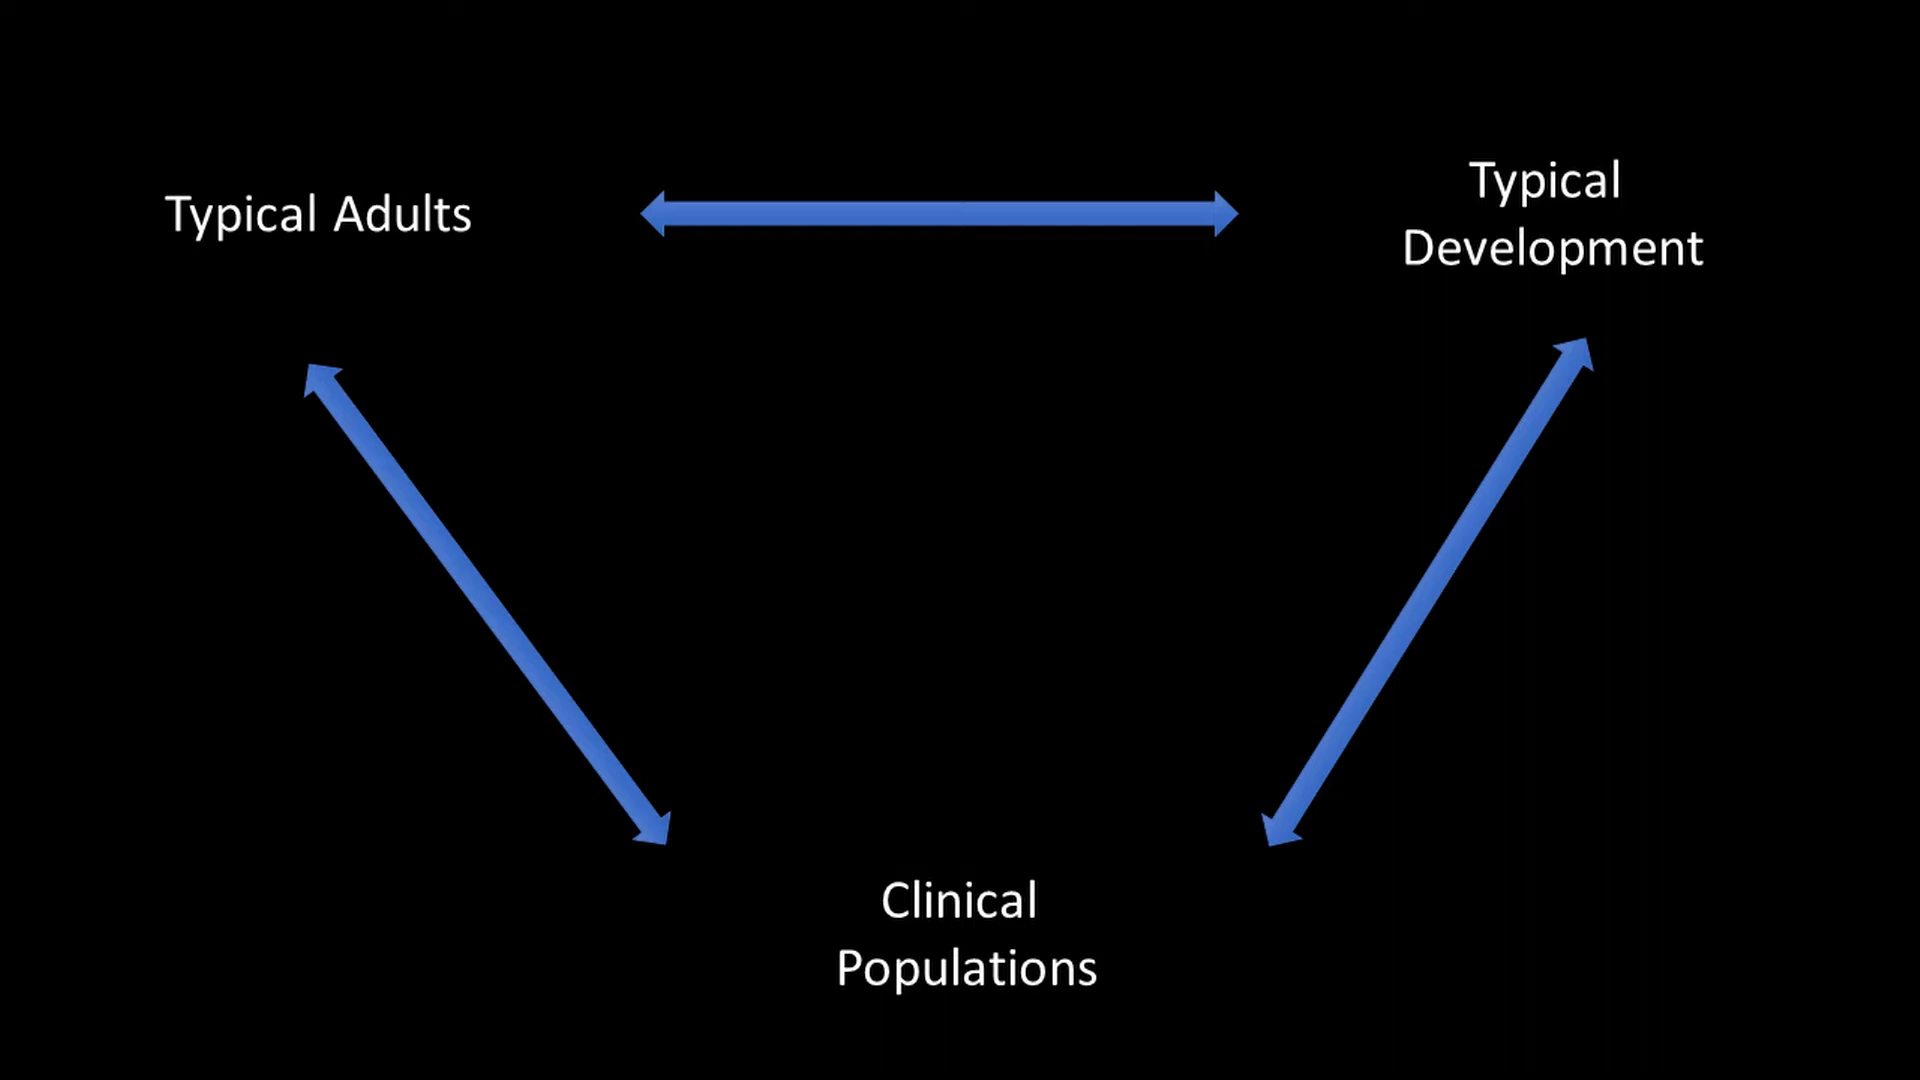 Typical Adults
Typical
Development
Clinical
Populations